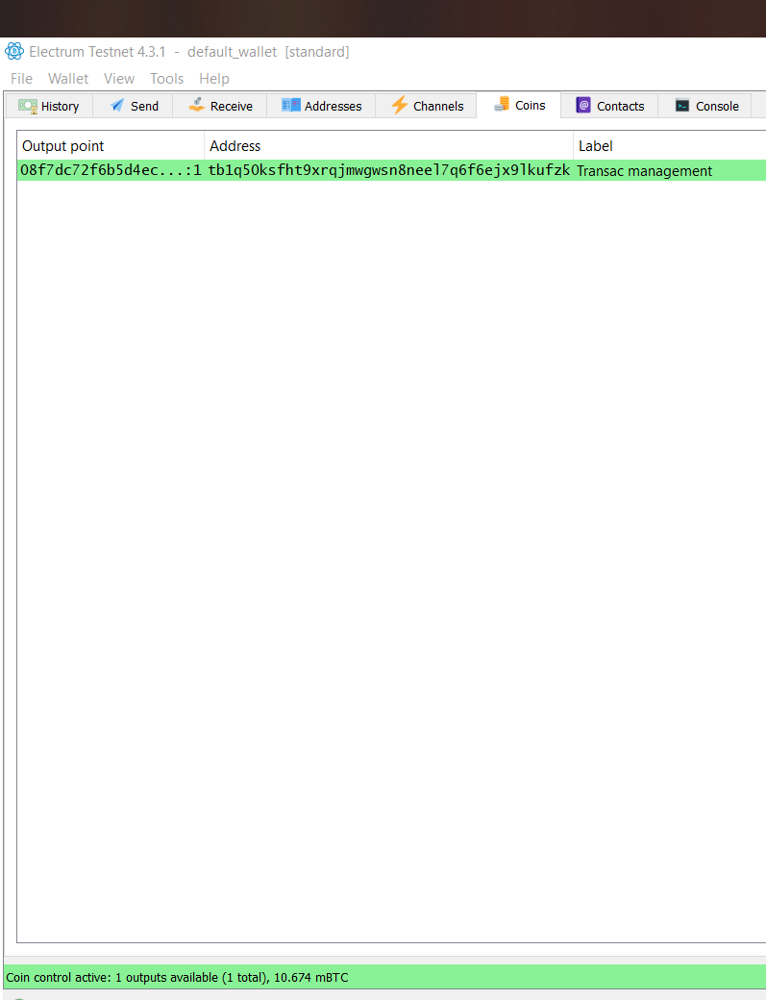 Electrum Testnet 4.3.1 - default_wallet [standard]
File Wallet View Tools Help
History Send Receive Addresses Channels Coins Contacts Console
Output point Address Label
08f7dc72f6b5d4ec...:1 tb1q50ksfht9xrqjmwgwsn8neel7q6f6ejx9lkufzk Transac management
Coin control active: 1 outputs available (1 total), 10.674 mBTC